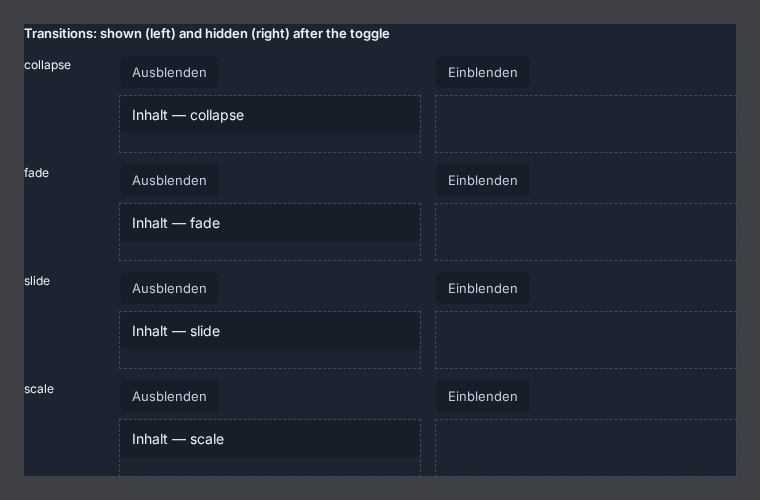 Transitions: shown (left) and hidden (right) after the toggle
collapse
Ausblenden
Einblenden
Inhalt — collapse
fade
Ausblenden
Einblenden
Inhalt — fade
slide
Ausblenden
Einblenden
Inhalt — slide
scale
Ausblenden
Einblenden
Inhalt — scale